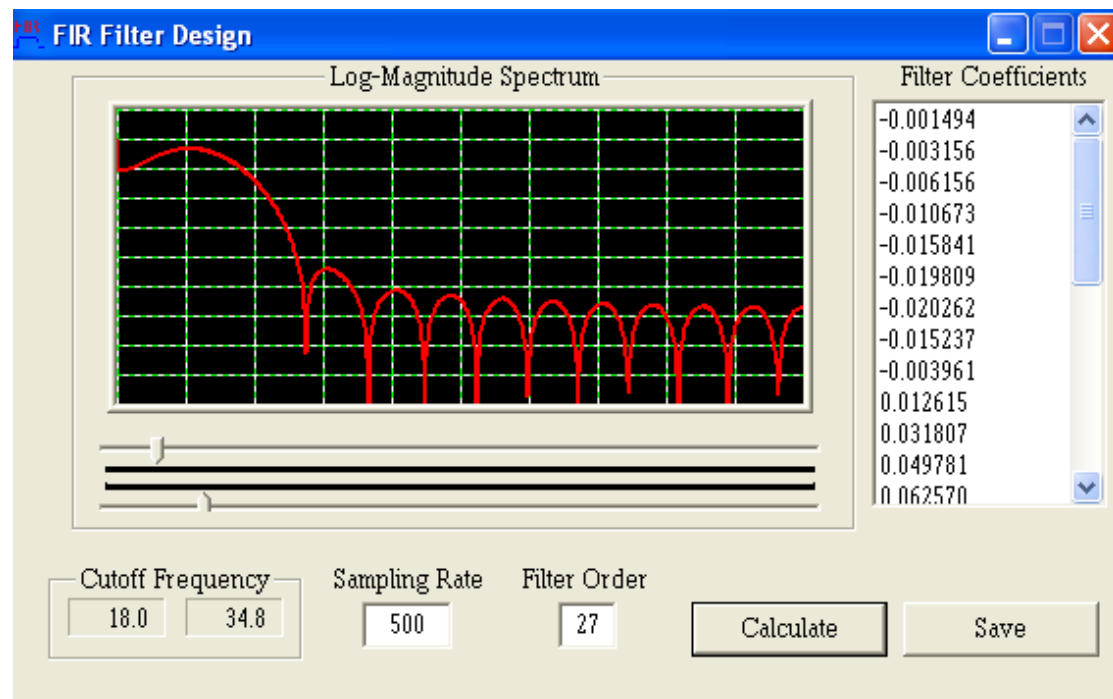 FIR Filter Design
Log-Magnitude Spectrum
Filter Coefficients
-0.001494
-0.003156
-0.006156
-0.010673
-0.015841
-0.019809
-0.020262
-0.015237
-0.003961
0.012615
0.031807
0.049781
0.062570
Cutoff Frequency
18.0 34.8
Sampling Rate
500
Filter Order
27
Calculate
Save